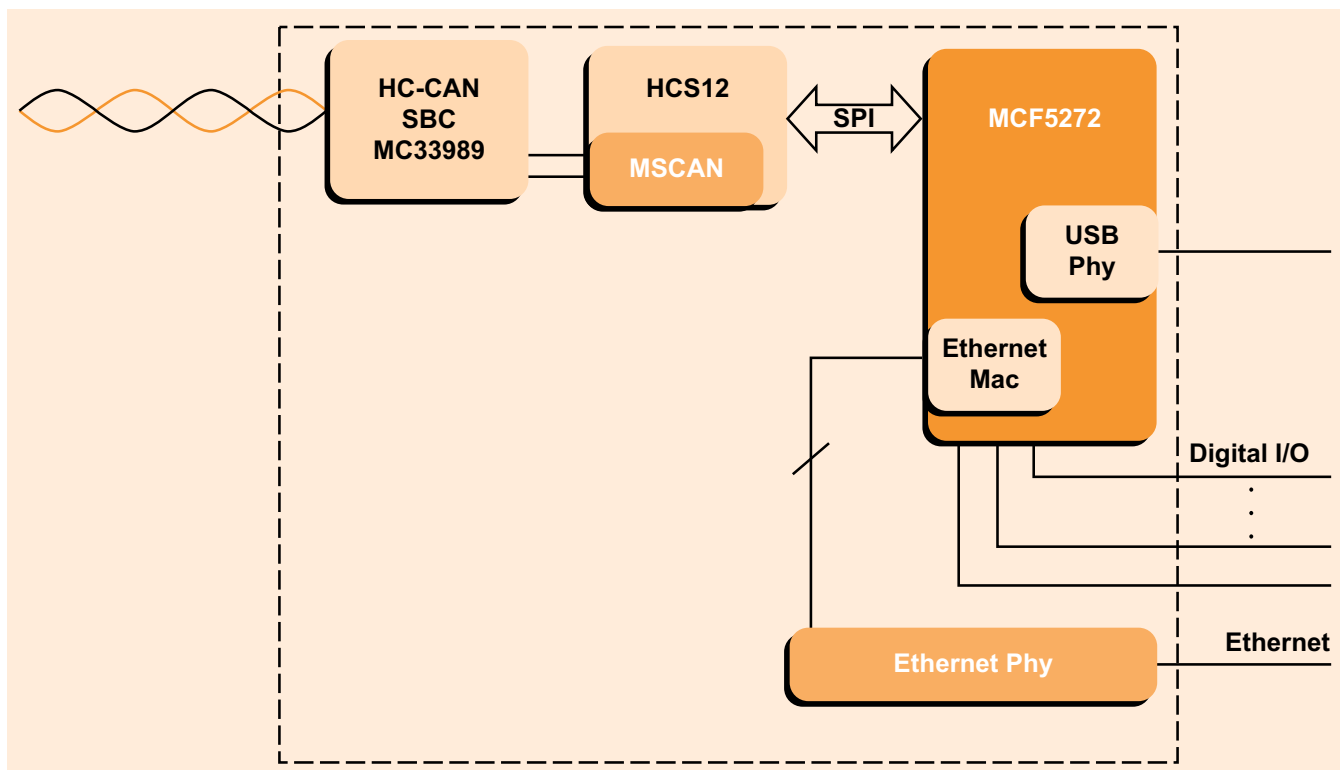 HC-CAN
SBC
MC33989
HCS12
MSCAN
SPI
MCF5272
USB
Phy
Ethernet
Mac
Digital I/O
Ethernet
Ethernet Phy